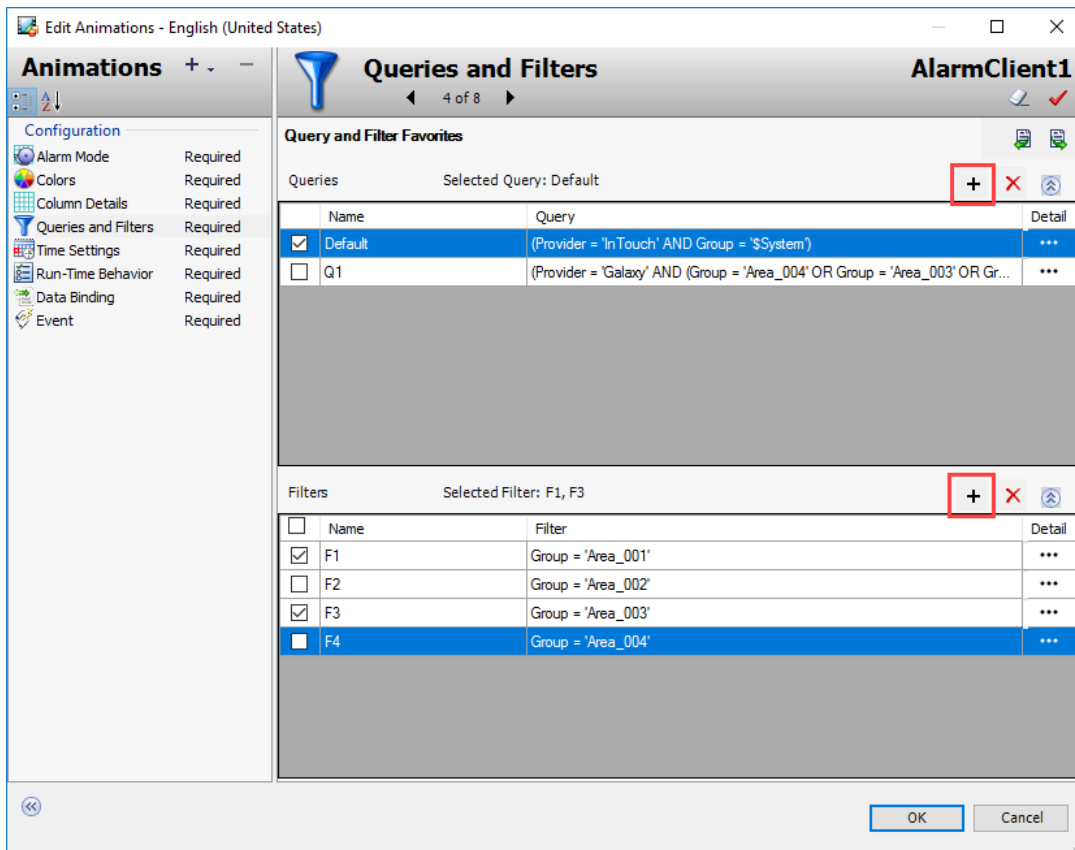 Edit Animations - English (United States)
Animations
Queries and Filters
AlarmClient1
4 of 8
Configuration
Alarm Mode Required
Colors Required
Column Details Required
Queries and Filters Required
Time Settings Required
Run-Time Behavior Required
Data Binding Required
Event Required
Query and Filter Favorites
Queries Selected Query: Default
Name Query Detail
Default (Provider = 'InTouch' AND Group = '$System') •••
Q1 (Provider = 'Galaxy' AND (Group = 'Area_004' OR Group = 'Area_003' OR Gr... •••
Filters Selected Filter: F1, F3
Name Filter Detail
F1 Group = 'Area_001' •••
F2 Group = 'Area_002' •••
F3 Group = 'Area_003' •••
F4 Group = 'Area_004' •••
OK Cancel